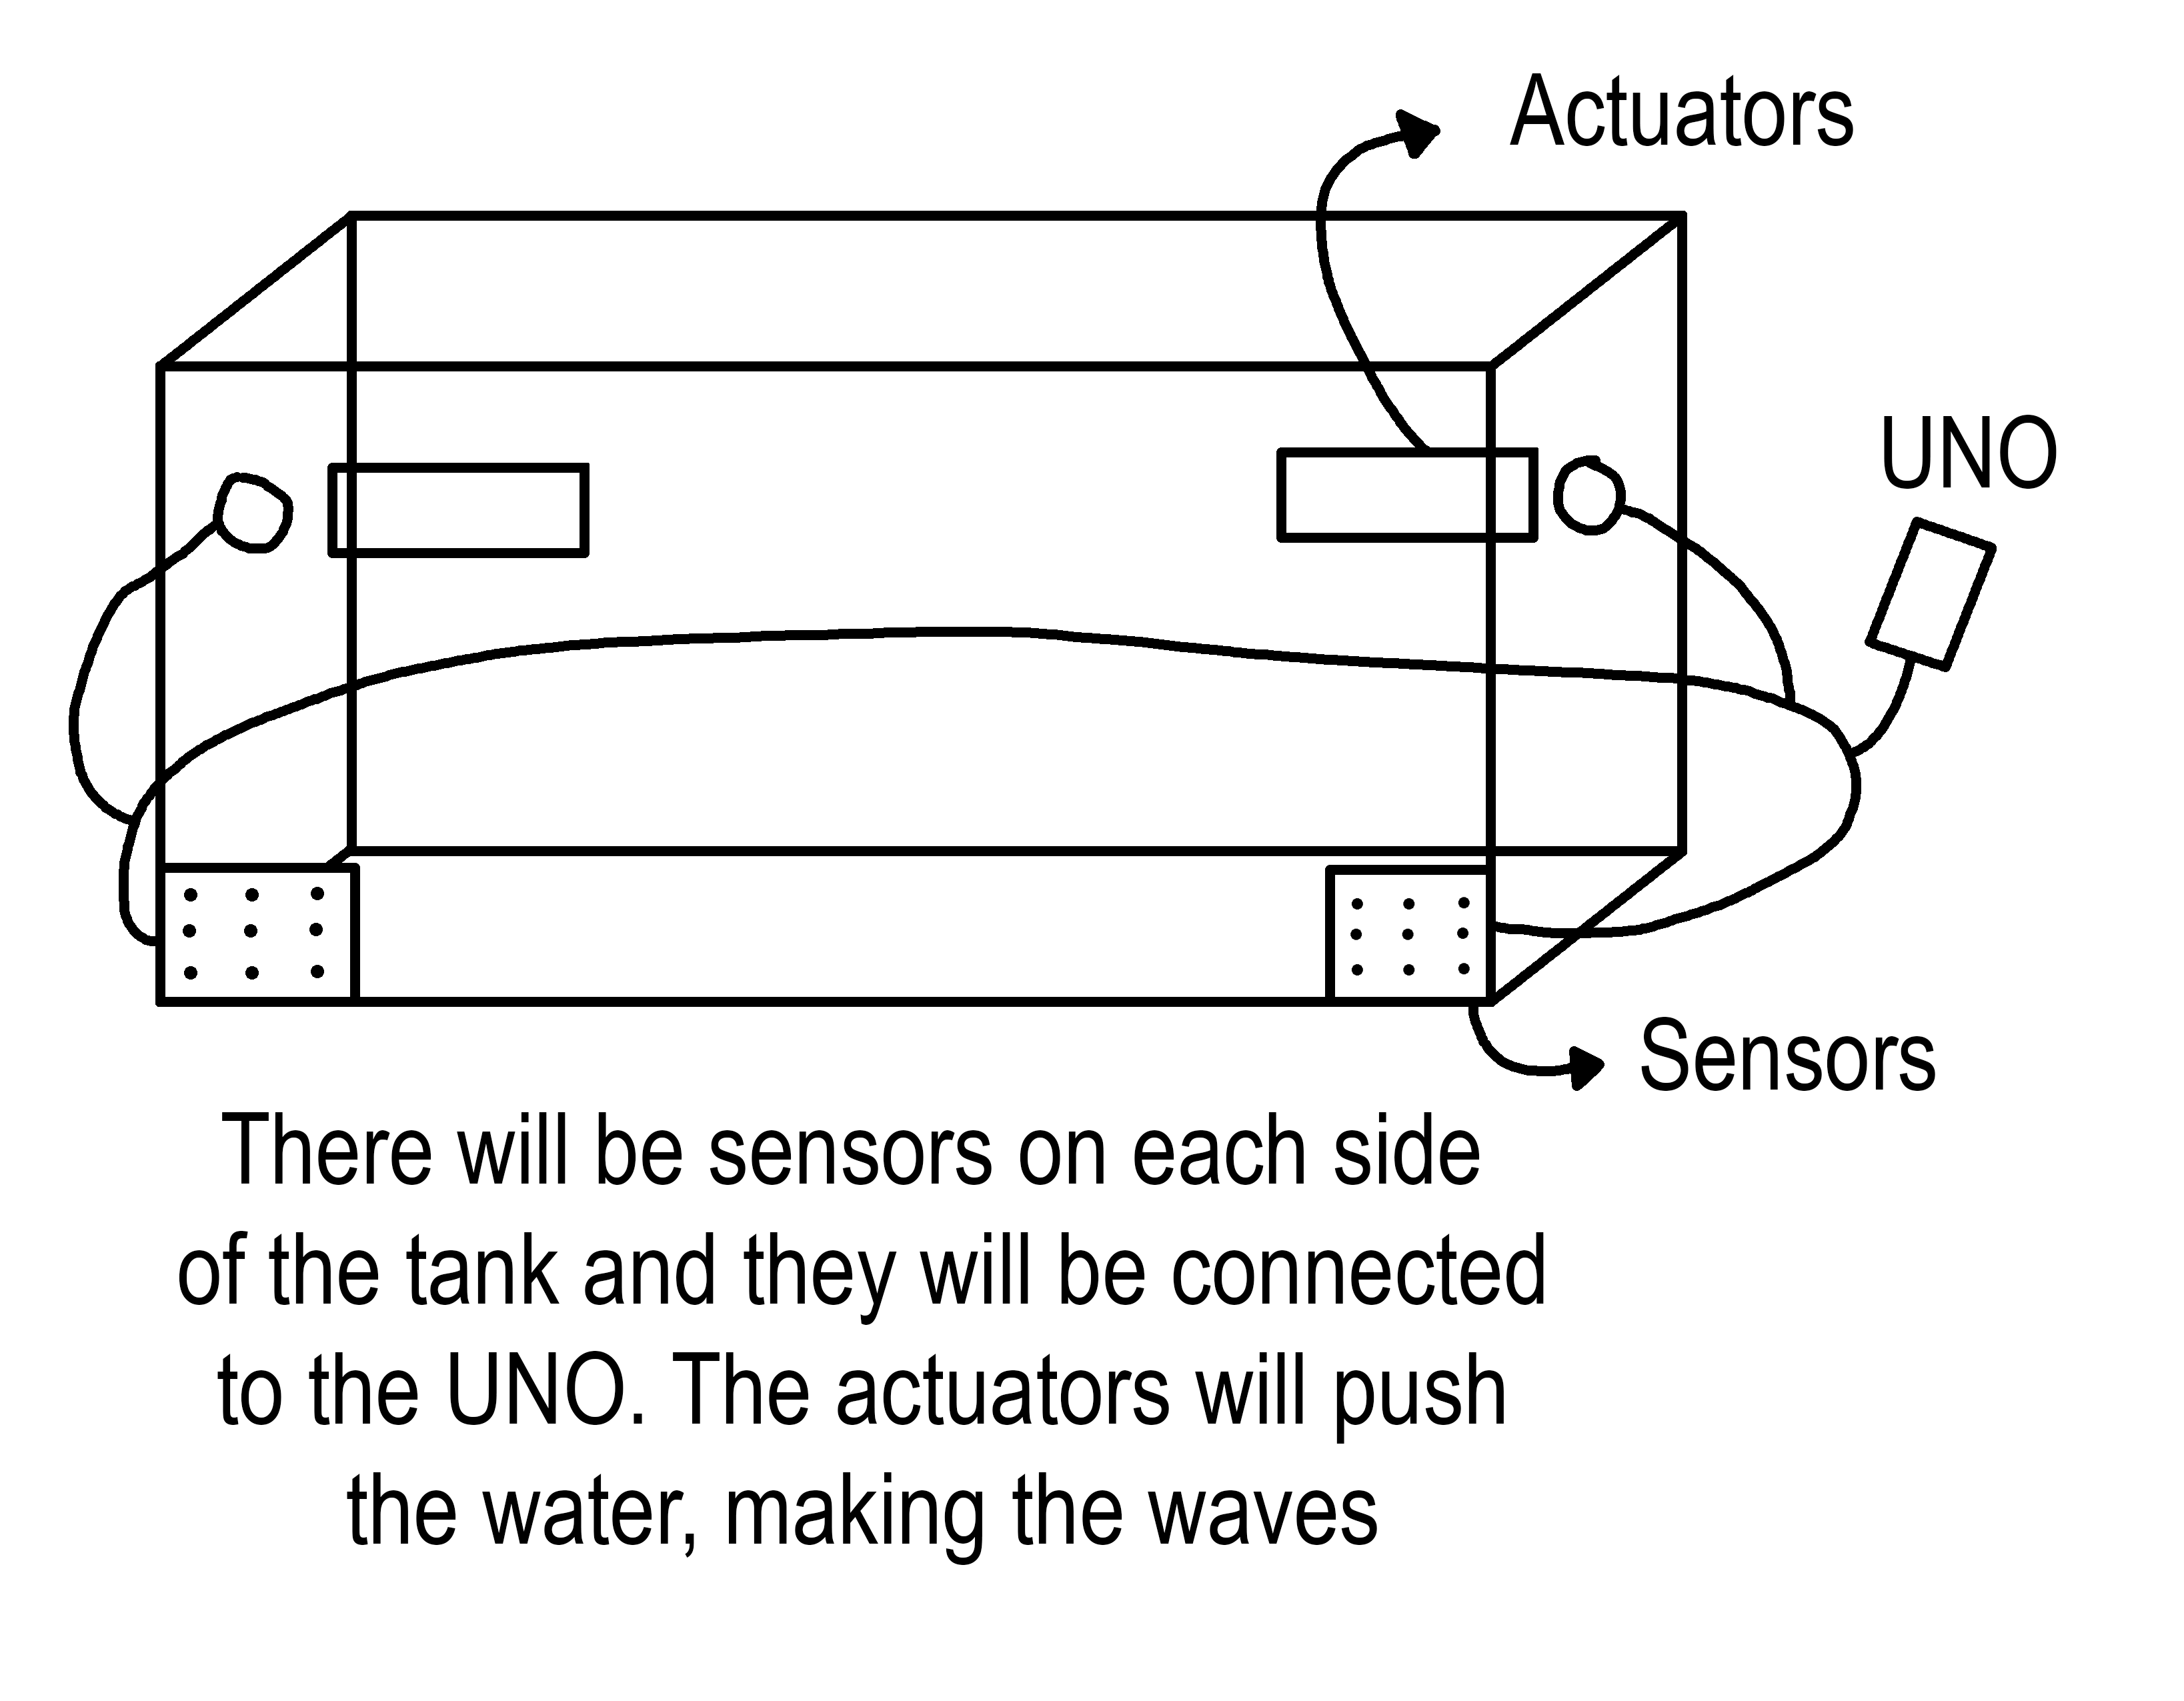 Actuators
UNO
Sensors
There will be sensors on each side
of the tank and they will be connected
to the UNO. The actuators will push
the water, making the waves